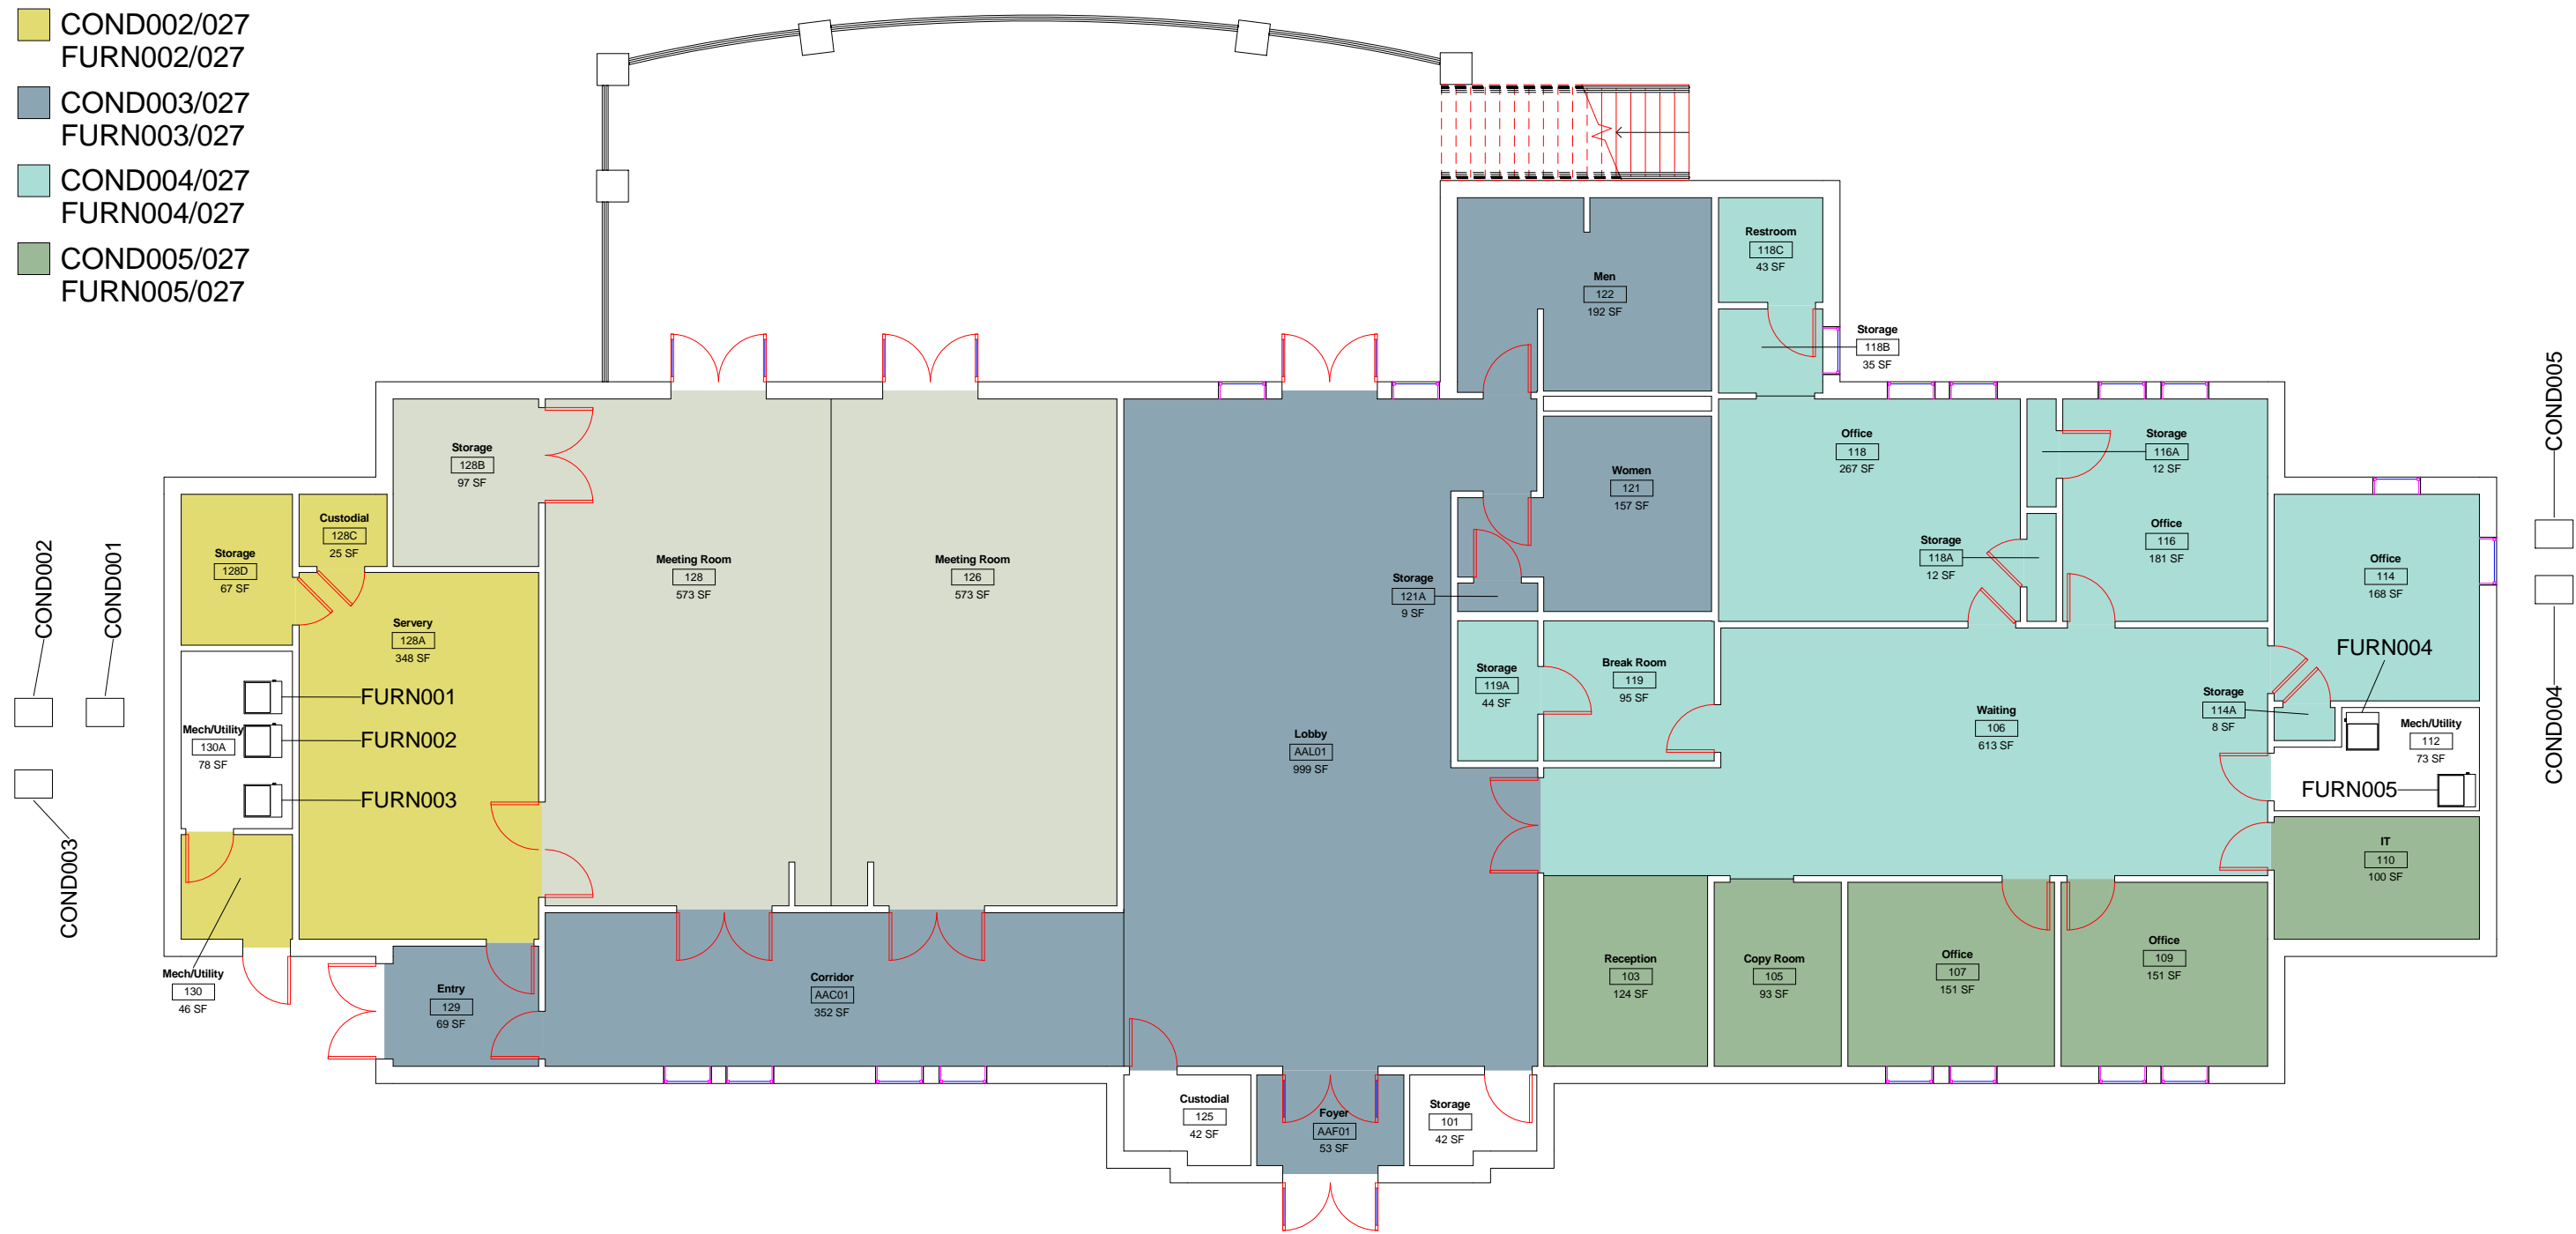 COND002/027
FURN002/027
COND003/027
FURN003/027
COND004/027
FURN004/027
COND005/027
FURN005/027
Restroom
118C
43 SF
Men
122
192 SF
Storage
118B
35 SF
COND005
Storage
128B
97 SF
Office
118
267 SF
Storage
116A
12 SF
Women
121
157 SF
Custodial
128C
25 SF
Storage
128D
67 SF
COND002
COND001
Meeting Room
128
573 SF
Meeting Room
126
573 SF
Storage
118A
12 SF
Office
116
181 SF
Office
114
168 SF
Storage
121A
9 SF
Servery
128A
348 SF
FURN004
FURN001
FURN002
FURN003
Mech/Utility
130A
78 SF
Storage
119A
44 SF
Break Room
119
95 SF
Storage
114A
8 SF
Waiting
106
613 SF
Mech/Utility
112
73 SF
COND004
Lobby
AAL01
999 SF
FURN005
COND003
IT
110
100 SF
Mech/Utility
130
46 SF
Entry
129
69 SF
Corridor
AAC01
352 SF
Reception
103
124 SF
Copy Room
105
93 SF
Office
107
151 SF
Office
109
151 SF
Custodial
125
42 SF
Foyer
AAF01
53 SF
Storage
101
42 SF